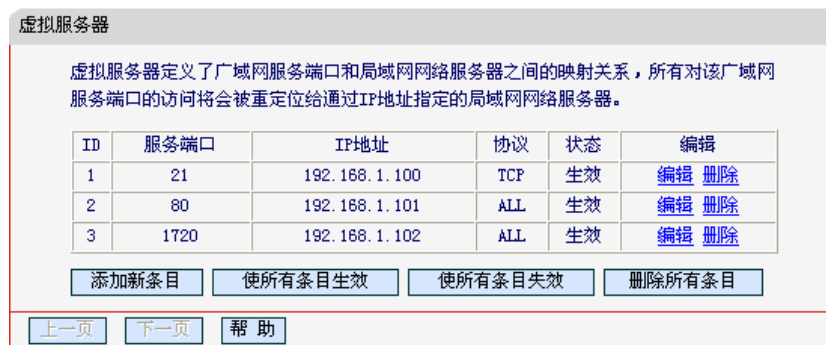 虚拟服务器
虚拟服务器定义了广域网服务端口和局域网网络服务器之间的映射关系，所有对该广域网
服务端口的访问将会被重定位给通过IP地址指定的局域网网络服务器。
ID 服务端口 IP地址 协议 状态 编辑
1 21 192.168.1.100 TCP 生效 编辑 删除
2 80 192.168.1.101 ALL 生效 编辑 删除
3 1720 192.168.1.102 ALL 生效 编辑 删除
添加新条目 使所有条目生效 使所有条目失效 删除所有条目
上一页 下一页 帮 助